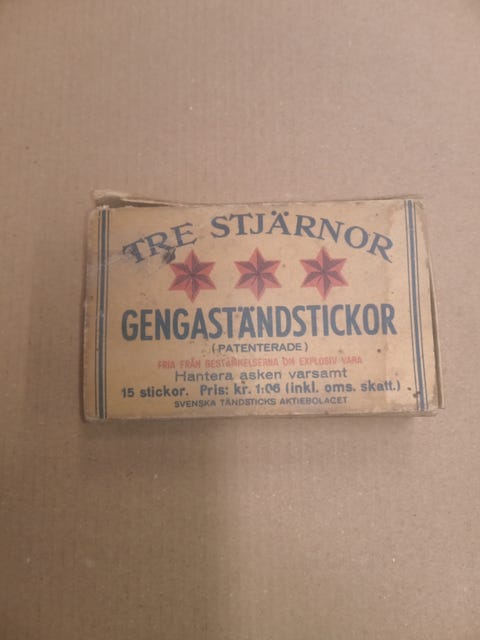 TRE STJÄRNOR
GENGASTÄNDSTICKOR
(PATENTERADE)
FRIA FRÅN BESTÄMMELSERNA OM EXPLOSIV VARA
Hantera asken varsamt
15 stickor. Pris: kr. 1:06 (inkl. oms. skatt.)
SVENSKA TÄNDSTICKS AKTIEBOLAGET